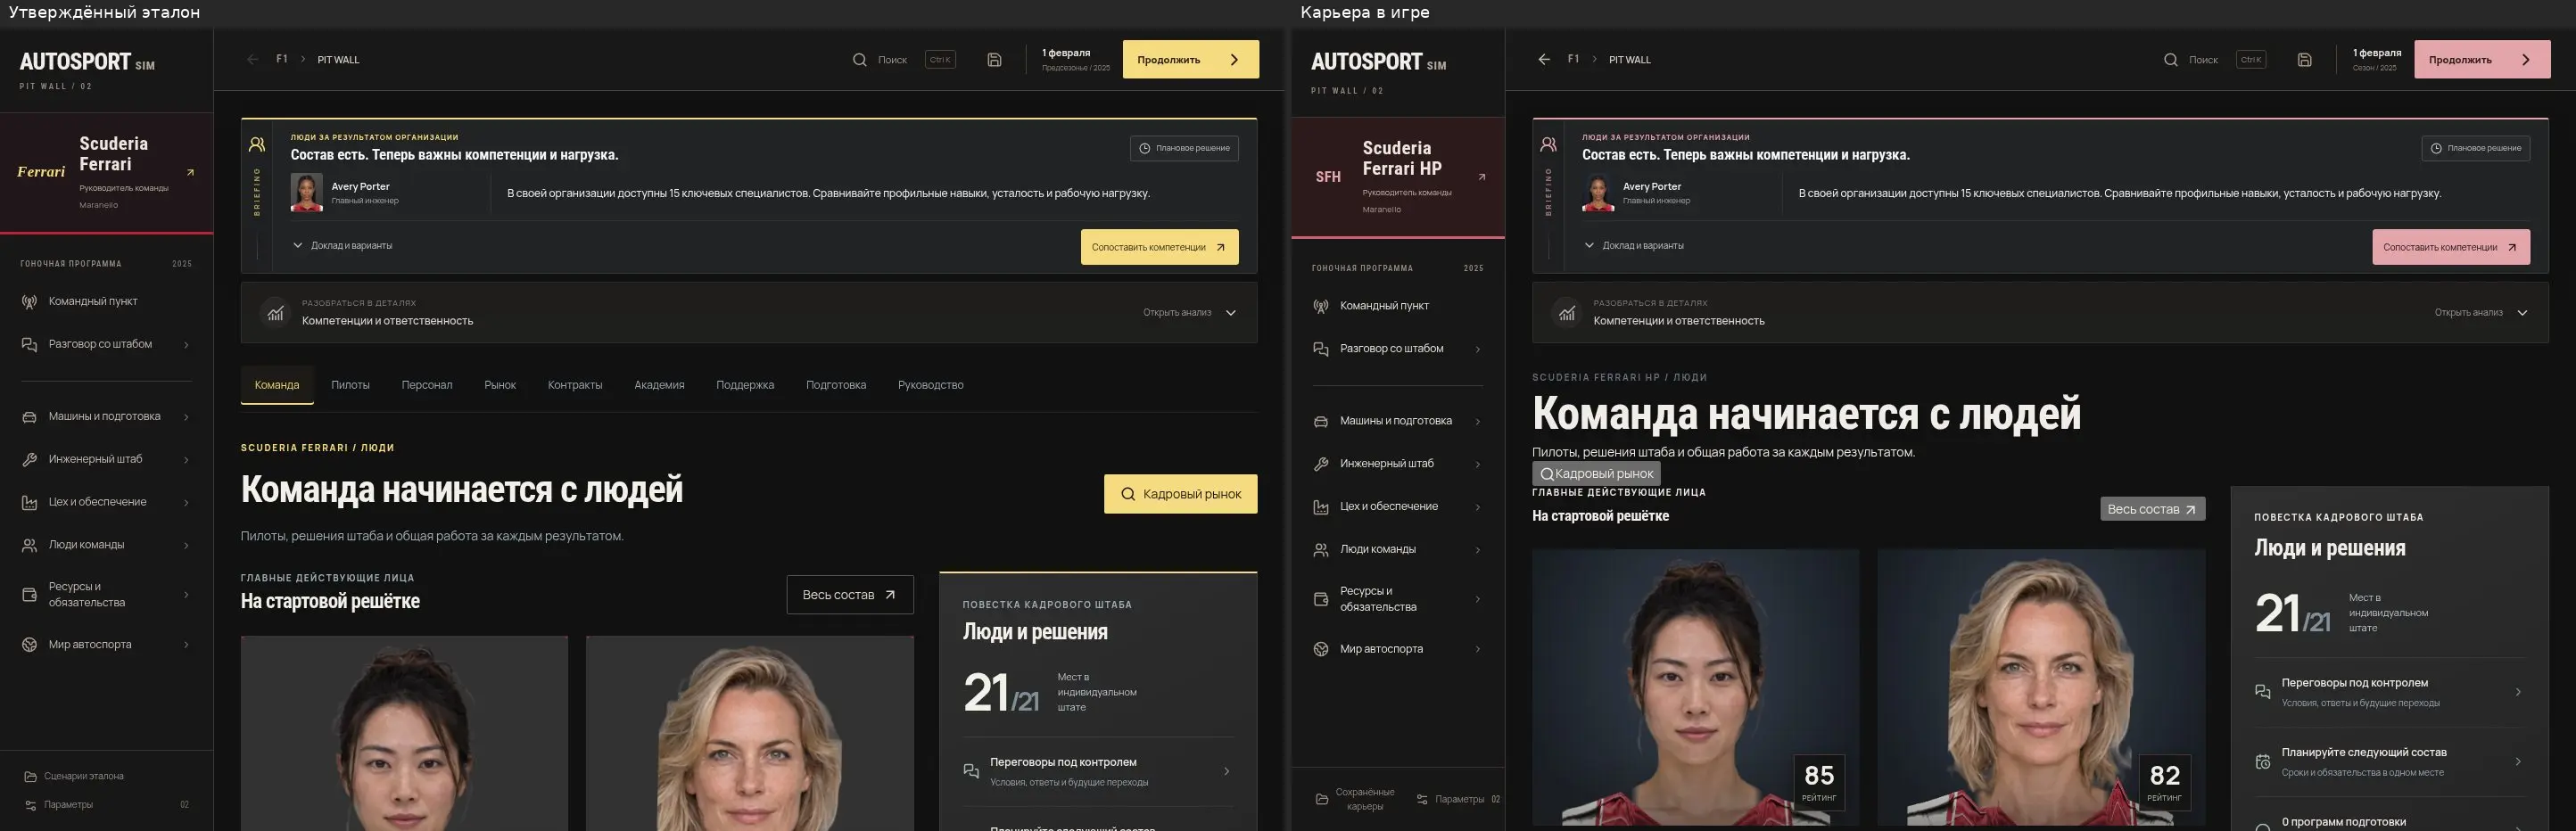 Утверждённый эталон
AUTOSPORT SIM
PIT WALL / 02
F1 > PIT WALL
Поиск
Ctrl K
1 февраля
Предсезонье / 2025
Продолжить
Ferrari
Scuderia
Ferrari
Руководитель команды
Maranello
ГОНОЧНАЯ ПРОГРАММА 2025
Командный пункт
Разговор со штабом
Машины и подготовка
Инженерный штаб
Цех и обеспечение
Люди команды
Ресурсы и
обязательства
Мир автоспорта
Сценарии эталона
Параметры 02
BRIEFING
ЛЮДИ ЗА РЕЗУЛЬТАТОМ ОРГАНИЗАЦИИ
Состав есть. Теперь важны компетенции и нагрузка.
Плановое решение
Avery Porter
Главный инженер
В своей организации доступны 15 ключевых специалистов. Сравнивайте профильные навыки, усталость и рабочую нагрузку.
Доклад и варианты
Сопоставить компетенции
РАЗОБРАТЬСЯ В ДЕТАЛЯХ
Компетенции и ответственность
Открыть анализ
Команда Пилоты Персонал Рынок Контракты Академия Поддержка Подготовка Руководство
SCUDERIA FERRARI / ЛЮДИ
Команда начинается с людей
Кадровый рынок
Пилоты, решения штаба и общая работа за каждым результатом.
ГЛАВНЫЕ ДЕЙСТВУЮЩИЕ ЛИЦА
На стартовой решётке
Весь состав
ПОВЕСТКА КАДРОВОГО ШТАБА
Люди и решения
21/21
Мест в
индивидуальном
штате
Переговоры под контролем
Условия, ответы и будущие переходы
Планируйте следующий состав
Карьера в игре
AUTOSPORT SIM
PIT WALL / 02
F1 > PIT WALL
Поиск
Ctrl K
1 февраля
Сезон / 2025
Продолжить
SFH
Scuderia
Ferrari HP
Руководитель команды
Maranello
ГОНОЧНАЯ ПРОГРАММА 2025
Командный пункт
Разговор со штабом
Машины и подготовка
Инженерный штаб
Цех и обеспечение
Люди команды
Ресурсы и
обязательства
Мир автоспорта
Сохранённые
карьеры
Параметры 02
BRIEFING
ЛЮДИ ЗА РЕЗУЛЬТАТОМ ОРГАНИЗАЦИИ
Состав есть. Теперь важны компетенции и нагрузка.
Плановое решение
Avery Porter
Главный инженер
В своей организации доступны 15 ключевых специалистов. Сравнивайте профильные навыки, усталость и рабочую нагрузку.
Доклад и варианты
Сопоставить компетенции
РАЗОБРАТЬСЯ В ДЕТАЛЯХ
Компетенции и ответственность
Открыть анализ
SCUDERIA FERRARI HP / ЛЮДИ
Команда начинается с людей
Пилоты, решения штаба и общая работа за каждым результатом.
Кадровый рынок
ГЛАВНЫЕ ДЕЙСТВУЮЩИЕ ЛИЦА
На стартовой решётке
Весь состав
85
РЕЙТИНГ
82
РЕЙТИНГ
ПОВЕСТКА КАДРОВОГО ШТАБА
Люди и решения
21/21
Мест в
индивидуальном
штате
Переговоры под контролем
Условия, ответы и будущие переходы
Планируйте следующий состав
Сроки и обязательства в одном месте
0 программ подготовки